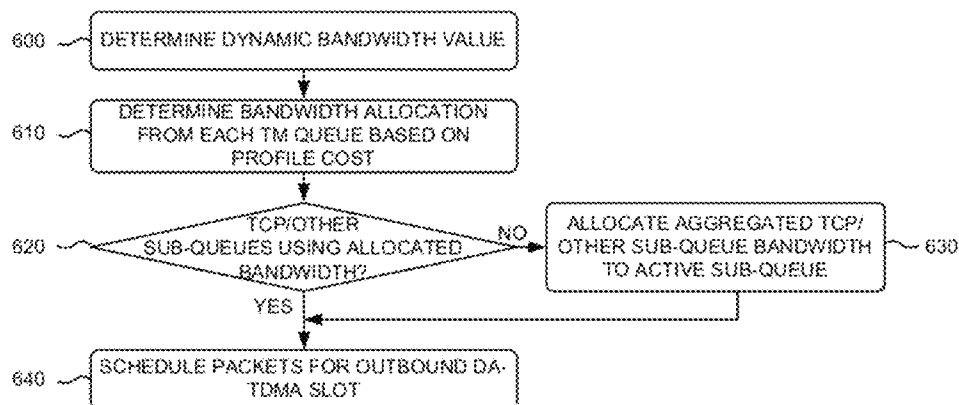 600
DETERMINE DYNAMIC BANDWIDTH VALUE
610
DETERMINE BANDWIDTH ALLOCATION
FROM EACH TM QUEUE BASED ON
PROFILE COST
620
TCP/OTHER
SUB-QUEUES USING ALLOCATED
BANDWIDTH?
NO
ALLOCATE AGGREGATED TCP/
OTHER SUB-QUEUE BANDWIDTH
TO ACTIVE SUB-QUEUE
630
YES
640
SCHEDULE PACKETS FOR OUTBOUND DA-
TDMA SLOT